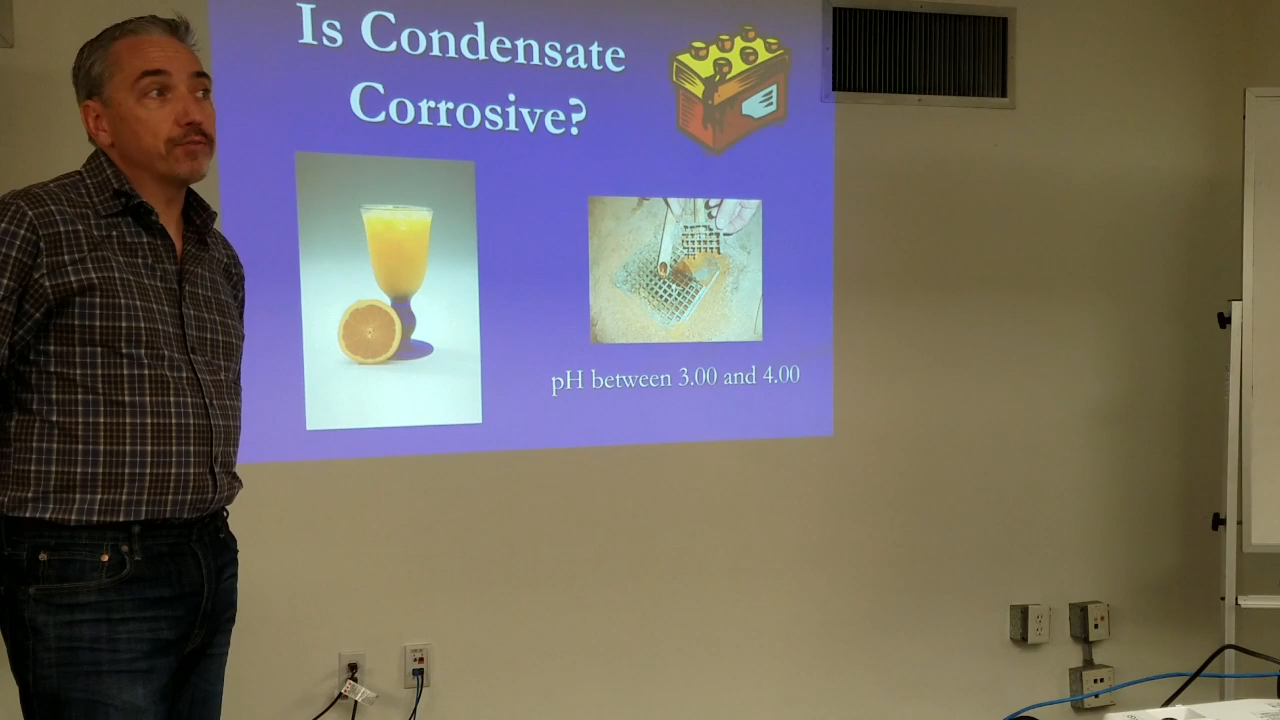 Is Condensate
Corrosive?
pH between 3.00 and 4.00